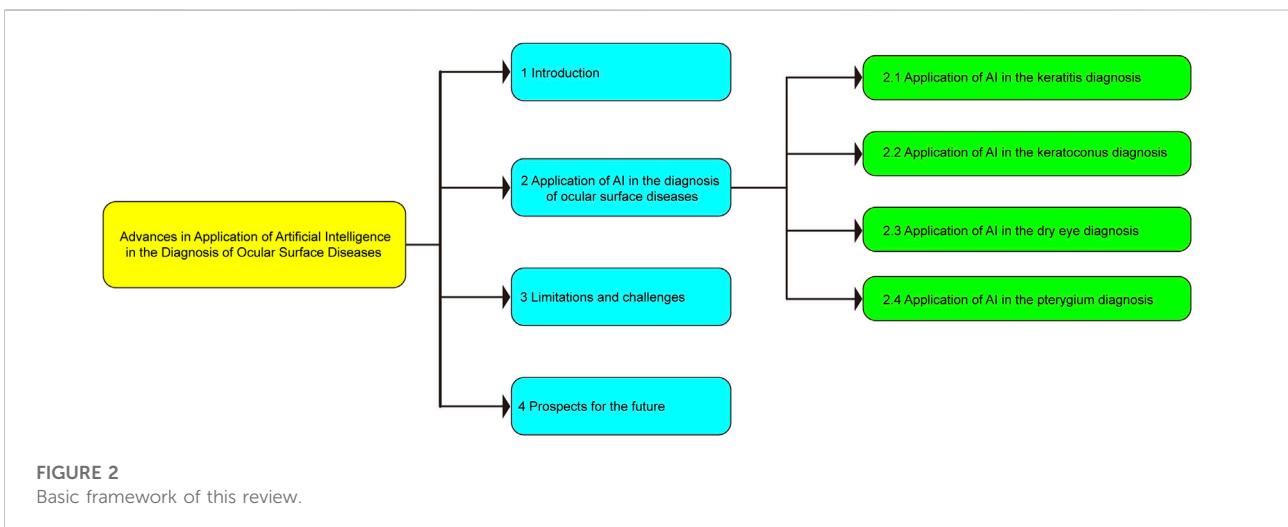 Advances in Application of Artificial Intelligence
in the Diagnosis of Ocular Surface Diseases
1 Introduction
2 Application of AI in the diagnosis
of ocular surface diseases
3 Limitations and challenges
4 Prospects for the future
2.1 Application of AI in the keratitis diagnosis
2.2 Application of AI in the keratoconus diagnosis
2.3 Application of AI in the dry eye diagnosis
2.4 Application of AI in the pterygium diagnosis
FIGURE 2
Basic framework of this review.